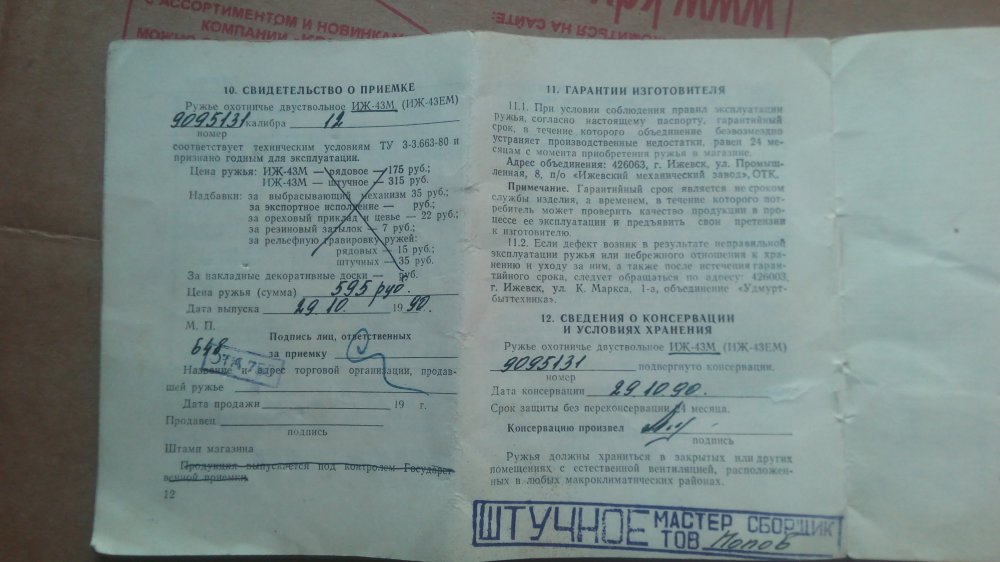 WWW.
КОМИТЬСЯ НА САЙТЕ:
С АССОРТИМЕНТОМ И НОВИНКАМ
КОМПАНИИ
МОЖНО
10. СВИДЕТЕЛЬСТВО О ПРИЕМКЕ
Ружье охотничье двуствольное ИЖ-43М (ИЖ-43ЕМ)
9095131 калибра 12
номер
соответствует техническим условиям ТУ 3-3.663-80 и
признано годным для эксплуатации.
Цена ружья: ИЖ-43М — рядовое — 175 руб.;
ИЖ-43М — штучное — 315 руб.
Надбавки: за выбрасывающий механизм 35 руб.;
за экспортное исполнение — руб.;
за ореховый приклад и цевье — 22 руб.;
за резиновый затылок — 7 руб.;
за рельефную гравировку ружей:
рядовых — 15 руб.;
штучных — 35 руб.
За накладные декоративные доски — руб.
Цена ружья (сумма) 595 руб.
Дата выпуска 29.10. 1990.
М. П.
Подпись лиц, ответственных
648
за приемку
Название и адрес торговой организации, продав-
шей ружье
Дата продажи 19 г.
Продавец
подпись
Штамп магазина
Продукция выпускается под контролем Государст-
венной приемки
12
11. ГАРАНТИИ ИЗГОТОВИТЕЛЯ
11.1. При условии соблюдения правил эксплуатации
ружья, согласно настоящему паспорту, гарантийный
срок, в течение которого объединение безвозмездно
устраняет производственные недостатки, равен 24 ме-
сяцам с момента приобретения ружья в магазине.
Адрес объединения: 426063, г. Ижевск, ул. Промыш-
ленная, 8, п/о «Ижевский механический завод», ОТК.
Примечание. Гарантийный срок является не сроком
службы изделия, а временем, в течение которого пот-
ребитель может проверить качество продукции в про-
цессе ее эксплуатации и предъявить свои претензии
к изготовителю.
11.2. Если дефект возник в результате неправильной
эксплуатации ружья или небрежного отношения к хра-
нению и уходу за ним, а также после истечения гаран-
тийного срока, следует обращаться по адресу: 426003,
г. Ижевск, ул. К. Маркса, 1-а, объединение «Удмурт-
быттехника».
12. СВЕДЕНИЯ О КОНСЕРВАЦИИ
И УСЛОВИЯХ ХРАНЕНИЯ
Ружье охотничье двуствольное ИЖ-43М (ИЖ-43ЕМ)
9095131 подвергнуто консервации.
номер
Дата консервации 29.10.90.
Срок защиты без переконсервации 24 месяца.
Консервацию произвел
подпись
Ружья должны храниться в закрытых или других
помещениях с естественной вентиляцией, расположен-
ных в любых макроклиматических районах.
ШТУЧНОЕ МАСТЕР СБОРЩИК
ТОВ Попов